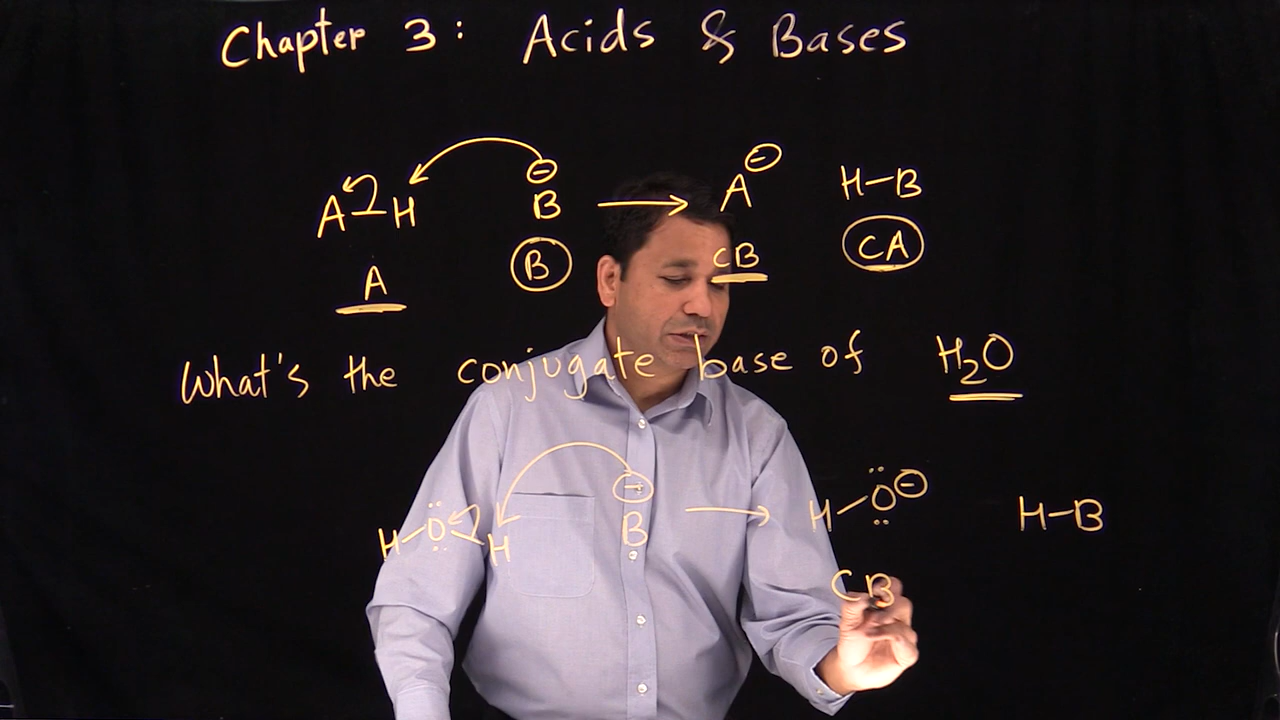 Chapter 3: Acids & Bases
A–H B⊖ → A⊖ H–B
A B CB CA
What's the conjugate base of H₂O
H–Ö–H B⊖ → H–Ö⊖ H–B
CB